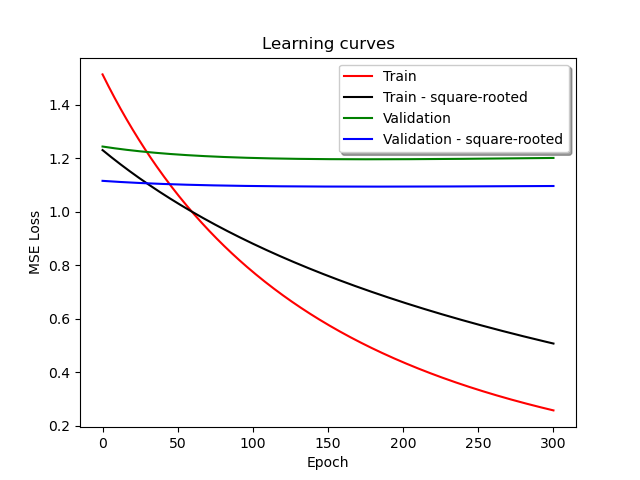 Learning curves
Train
Train - square-rooted
Validation
Validation - square-rooted
MSE Loss
1.4
1.2
1.0
0.8
0.6
0.4
0.2
0 50 100 150 200 250 300
Epoch